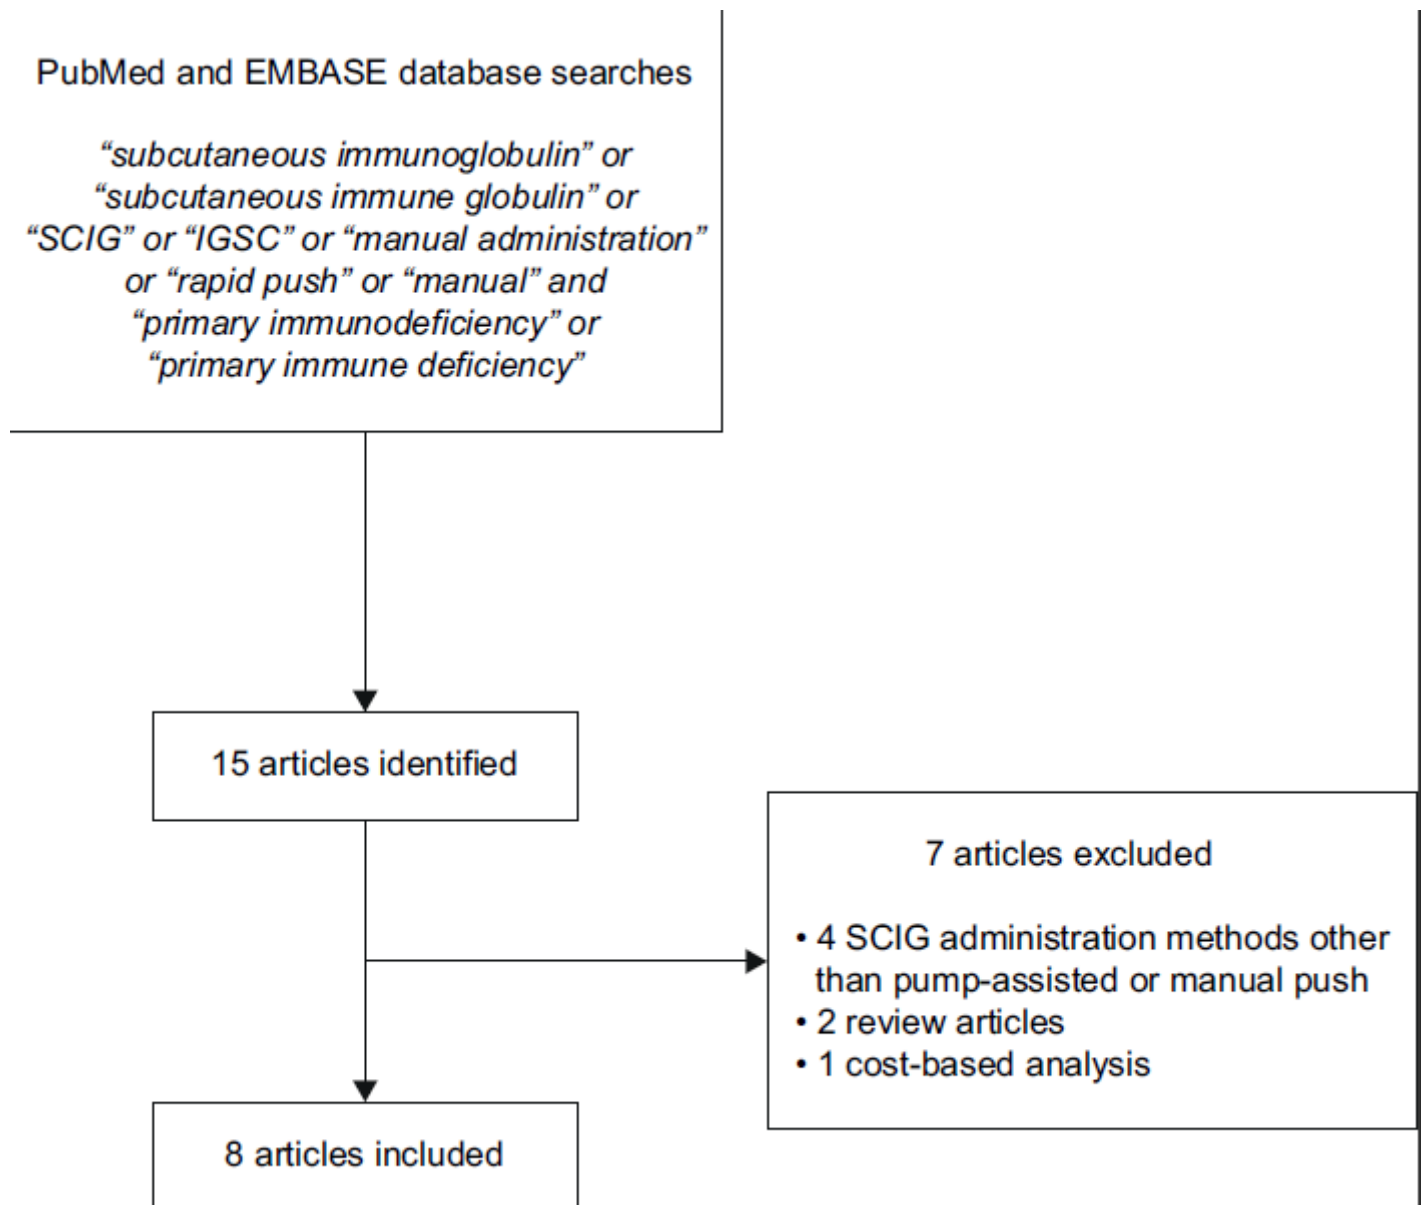 PubMed and EMBASE database searches
“subcutaneous immunoglobulin” or
“subcutaneous immune globulin” or
“SCIG” or “IGSC” or “manual administration”
or “rapid push” or “manual” and
“primary immunodeficiency” or
“primary immune deficiency”
15 articles identified
7 articles excluded
• 4 SCIG administration methods other
than pump-assisted or manual push
• 2 review articles
• 1 cost-based analysis
8 articles included